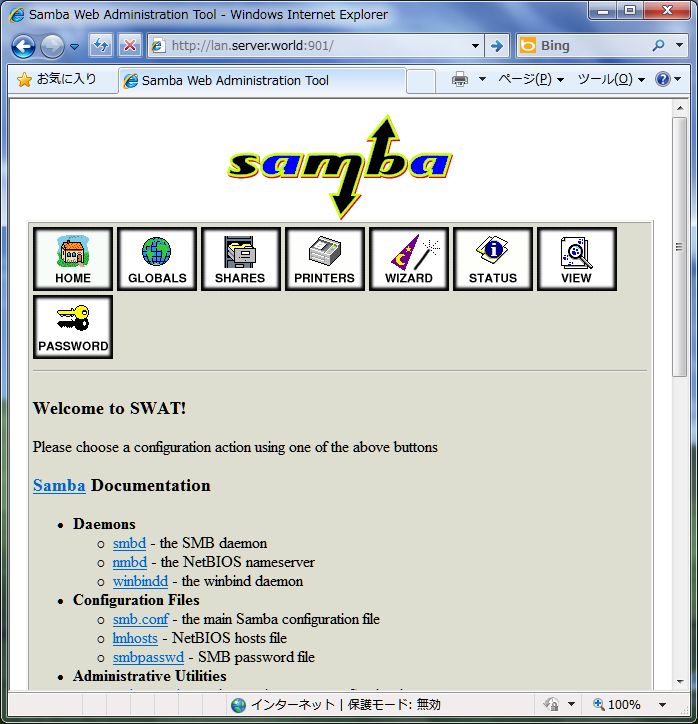 Samba Web Administration Tool - Windows Internet Explorer
http://lan.server.world:901/
Bing
お気に入り
Samba Web Administration Tool
ページ(P)
ツール(O)
samba
HOME
GLOBALS
SHARES
PRINTERS
WIZARD
STATUS
VIEW
PASSWORD
Welcome to SWAT!
Please choose a configuration action using one of the above buttons
Samba Documentation
Daemons
smbd - the SMB daemon
nmbd - the NetBIOS nameserver
winbindd - the winbind daemon
Configuration Files
smb.conf - the main Samba configuration file
lmhosts - NetBIOS hosts file
smbpasswd - SMB password file
Administrative Utilities
インターネット | 保護モード: 無効
100%